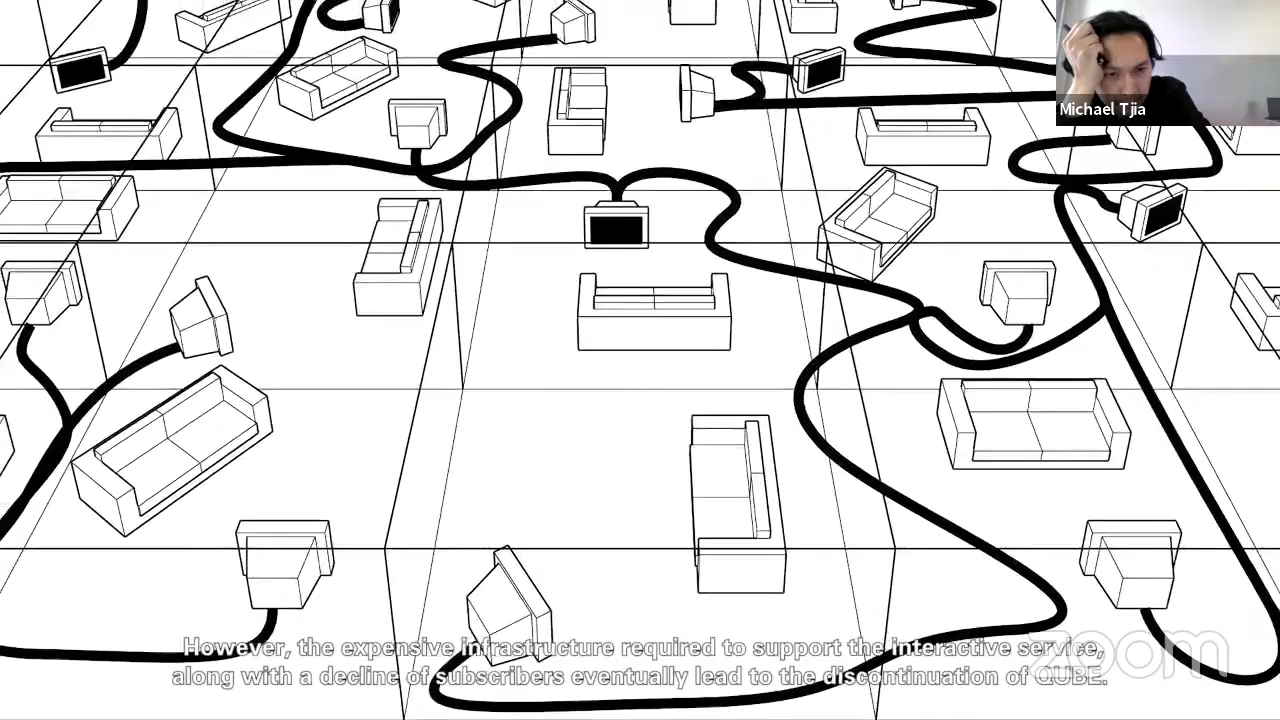 Michael Tjia
However, the expensive infrastructure required to support the interactive service,
along with a decline of subscribers eventually lead to the discontinuation of QUBE.
zoom